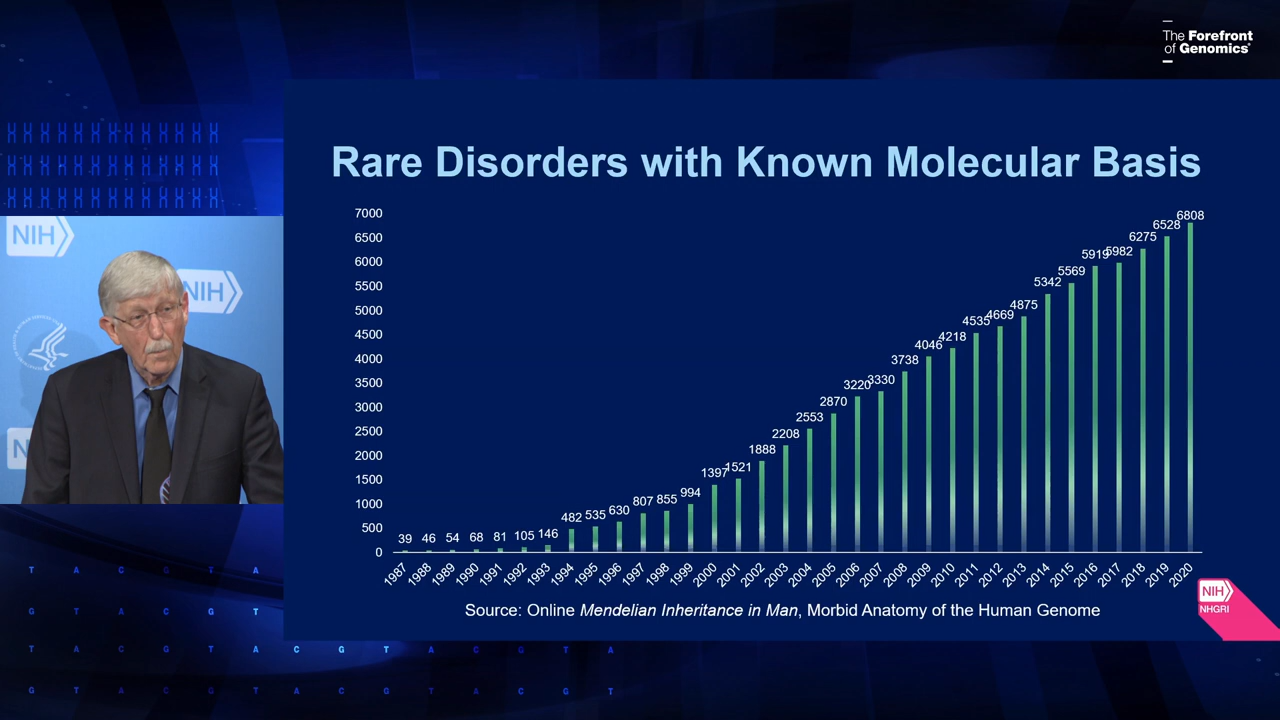 The Forefront
of Genomics®
Rare Disorders with Known Molecular Basis
7000
6500
6000
5500
5000
4500
4000
3500
3000
2500
2000
1500
1000
500
0
39 46 54 68 81 105 146 482 535 630 807 855 994 1397 1521 1888 2208 2553 2870 3220 3330 3738 4046 4218 4535 4669 4875 5342 5569 5919 5982 6275 6528 6808
1987 1988 1989 1990 1991 1992 1993 1994 1995 1996 1997 1998 1999 2000 2001 2002 2003 2004 2005 2006 2007 2008 2009 2010 2011 2012 2013 2014 2015 2016 2017 2018 2019 2020
Source: Online Mendelian Inheritance in Man, Morbid Anatomy of the Human Genome
NIH
NHGRI
NIH
NIH
T A C G T A
G T A C G T
T A C G T A C G T A C G T A
G T A C G T A C G T A C G T